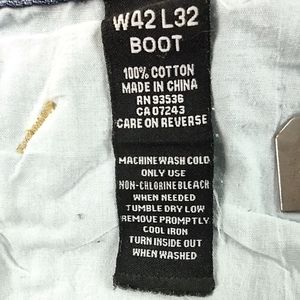 W42 L32
BOOT
100% COTTON
MADE IN CHINA
RN 93536
CA 07243
CARE ON REVERSE
MACHINE WASH COLD
ONLY USE
NON-CHLORINE BLEACH
WHEN NEEDED
TUMBLE DRY LOW
REMOVE PROMPTLY
COOL IRON
TURN INSIDE OUT
WHEN WASHED